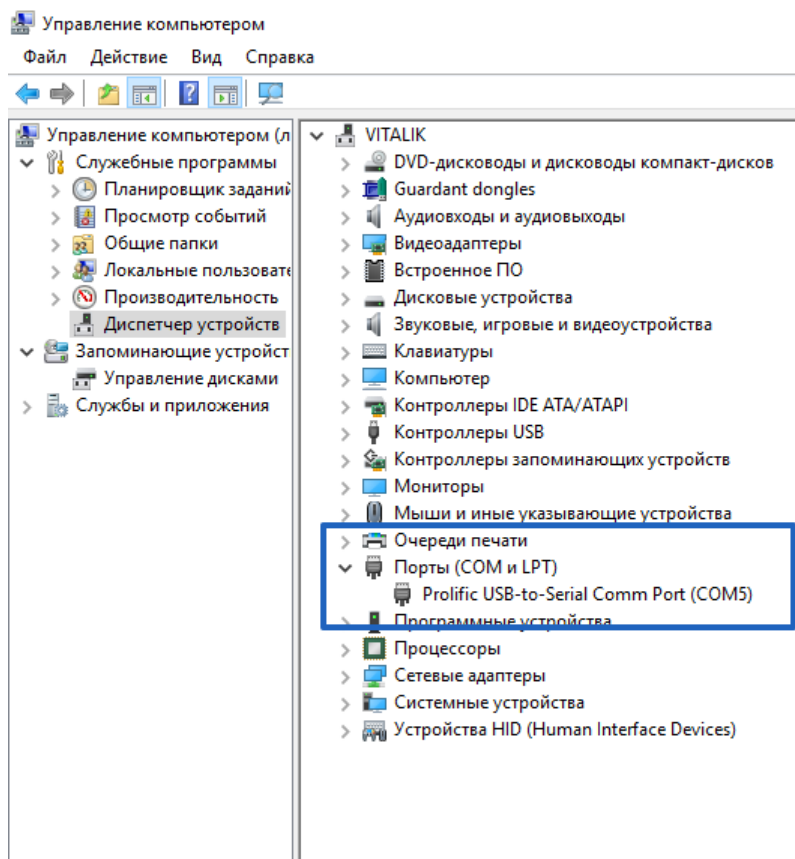 Управление компьютером
Файл Действие Вид Справка
Управление компьютером (л
Служебные программы
Планировщик заданий
Просмотр событий
Общие папки
Локальные пользовате
Производительность
Диспетчер устройств
Запоминающие устройст
Управление дисками
Службы и приложения
VITALIK
DVD-дисководы и дисководы компакт-дисков
Guardant dongles
Аудиовходы и аудиовыходы
Видеоадаптеры
Встроенное ПО
Дисковые устройства
Звуковые, игровые и видеоустройства
Клавиатуры
Компьютер
Контроллеры IDE ATA/ATAPI
Контроллеры USB
Контроллеры запоминающих устройств
Мониторы
Мыши и иные указывающие устройства
Очереди печати
Порты (COM и LPT)
Prolific USB-to-Serial Comm Port (COM5)
Программные устройства
Процессоры
Сетевые адаптеры
Системные устройства
Устройства HID (Human Interface Devices)